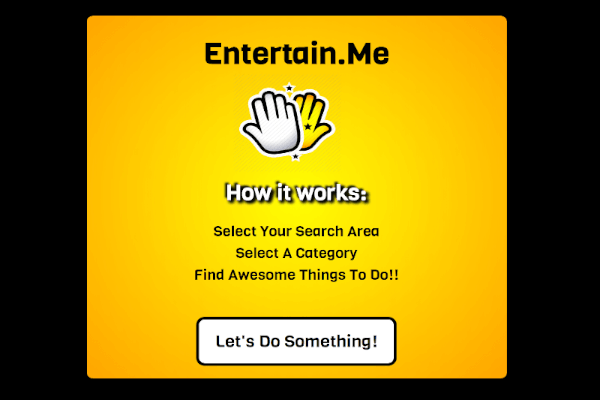 Entertain.Me
How it works:
Select Your Search Area
Select A Category
Find Awesome Things To Do!!
Let's Do Something!